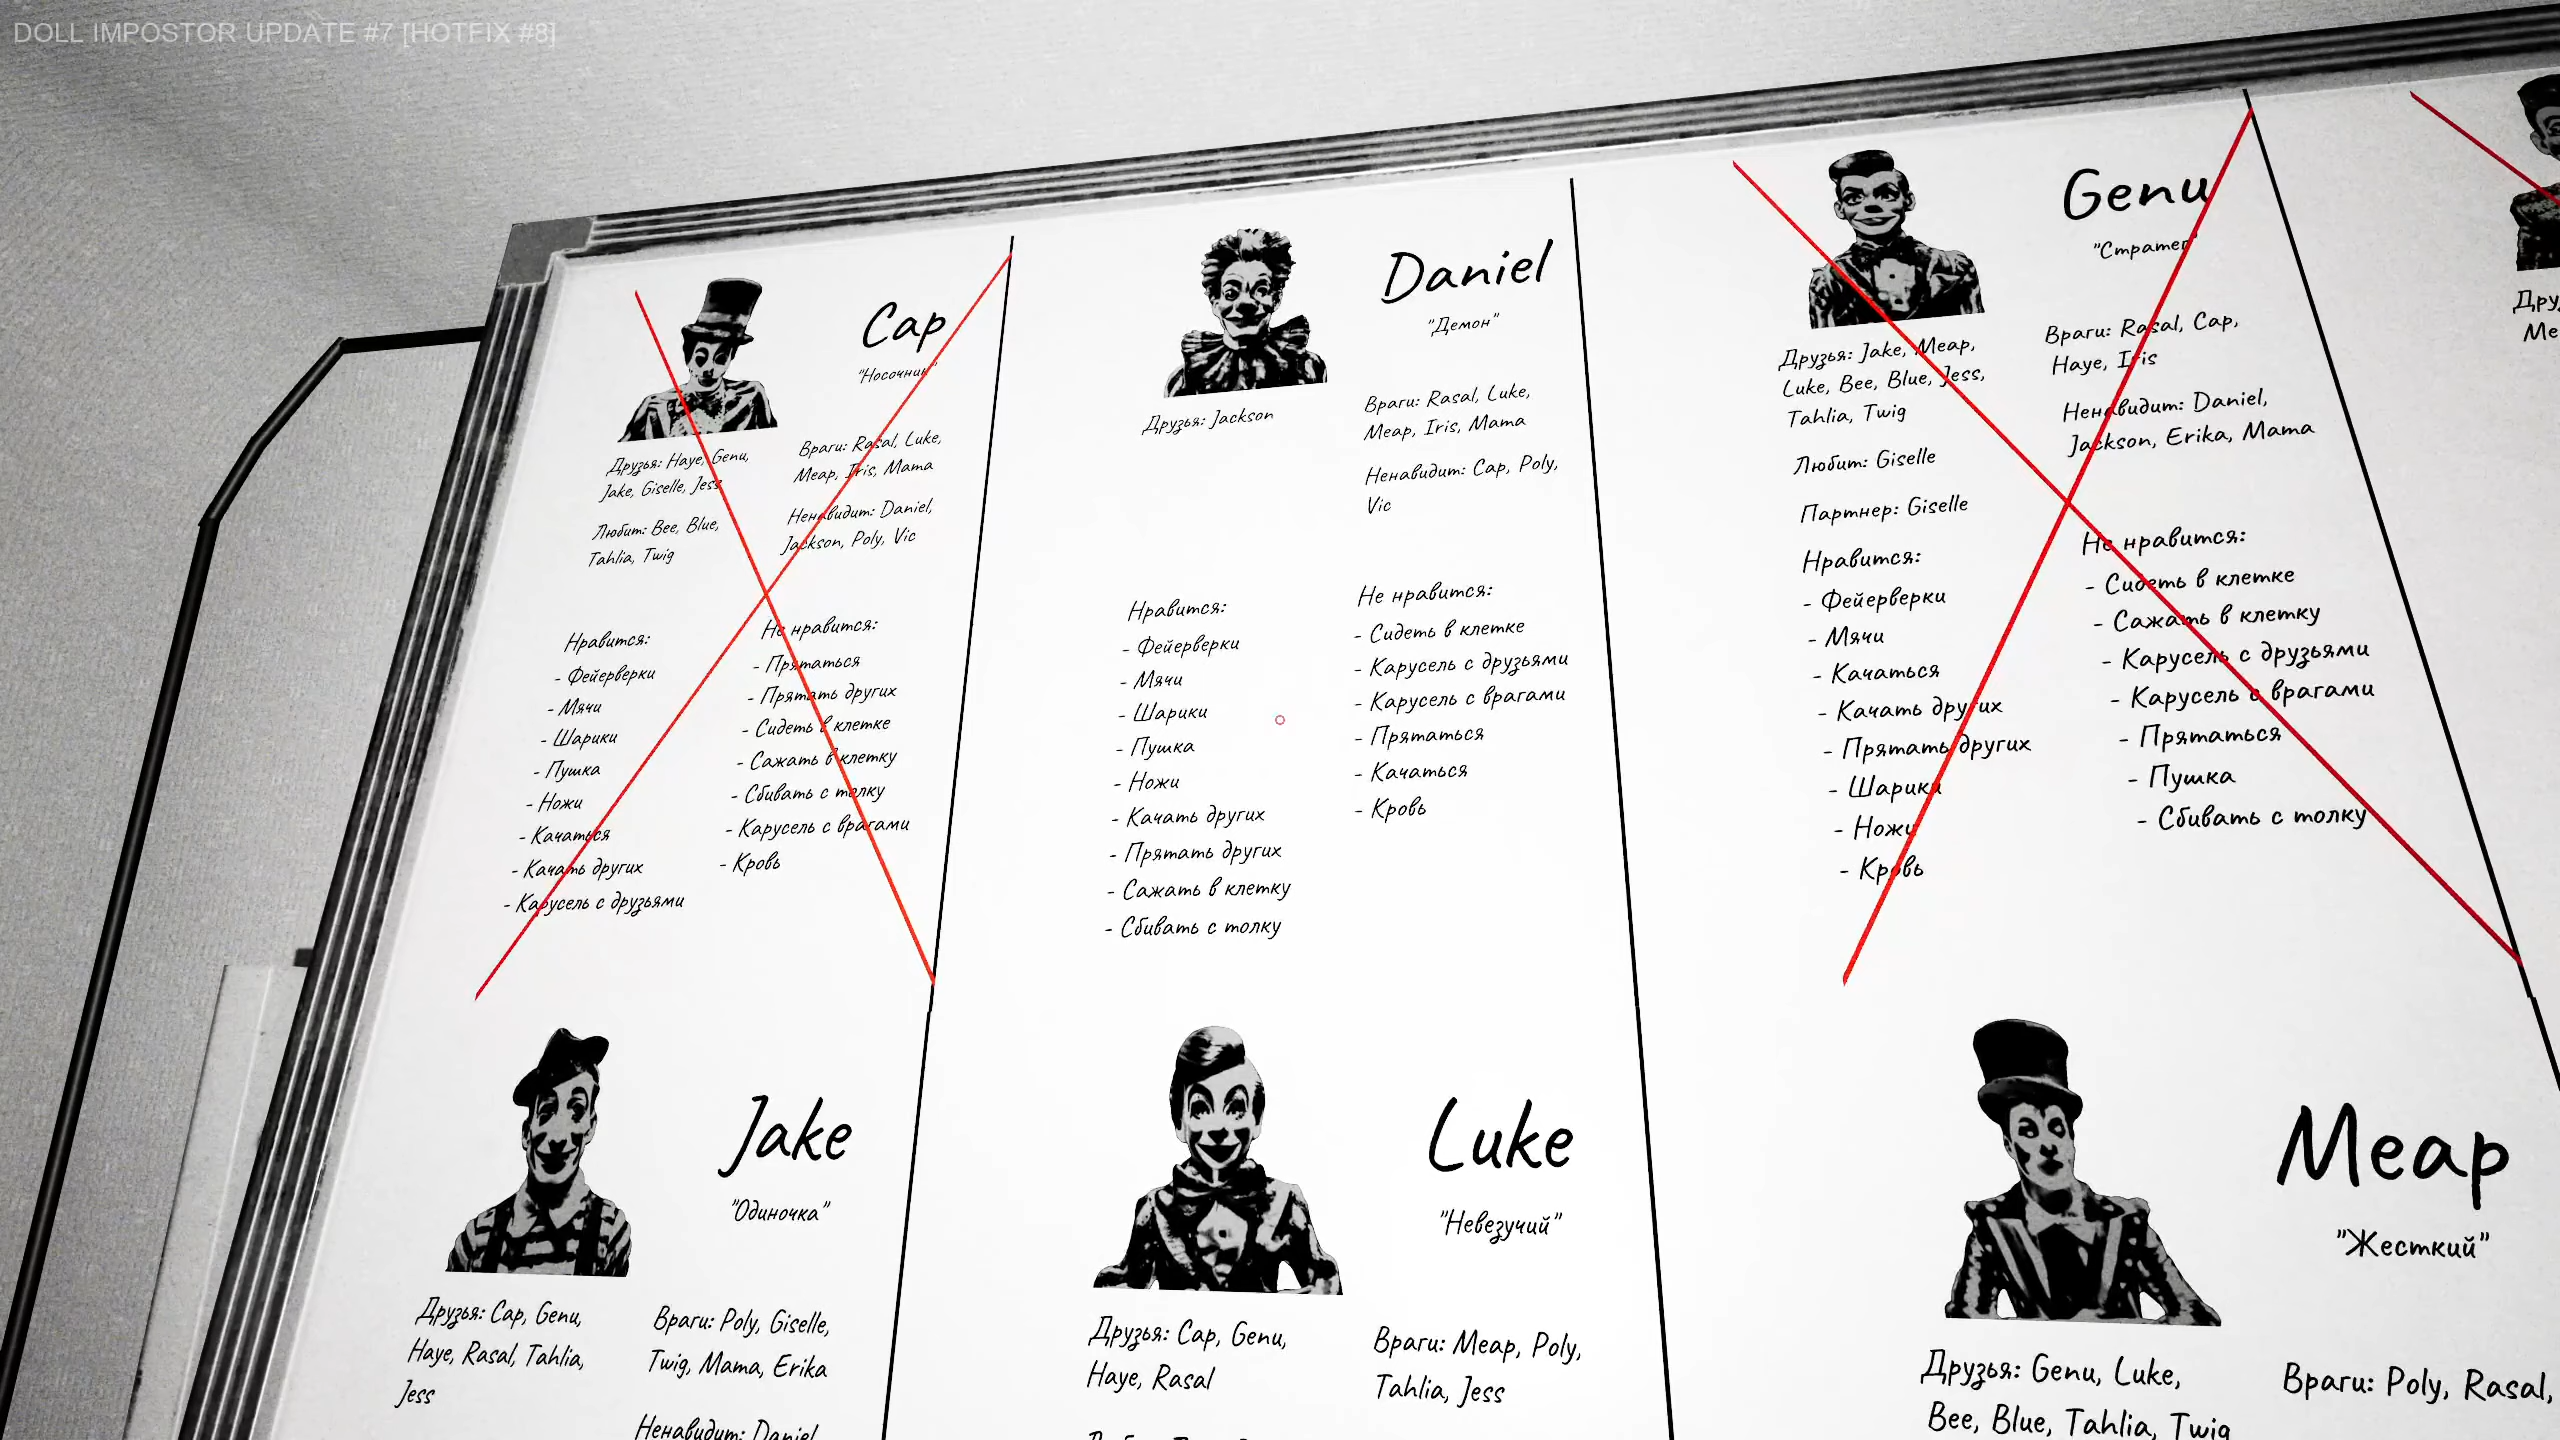 DOLL IMPOSTOR UPDATE #7 [HOTFIX #8]
Cap
"Носочник"
Друзья: Haye, Genu,
Jake, Giselle, Jess
Любит: Bee, Blue,
Tahlia, Twig
Враги: Rasal, Luke,
Meap, Iris, Mama
Ненавидит: Daniel,
Jackson, Poly, Vic
Нравится:
- Фейерверки
- Мячи
- Шарики
- Пушка
- Ножи
- Качаться
- Качать других
- Карусель с друзьями
Не нравится:
- Прятаться
- Прятать других
- Сидеть в клетке
- Сажать в клетку
- Сбивать с толку
- Карусель с врагами
- Кровь
Daniel
"Демон"
Друзья: Jackson
Враги: Rasal, Luke,
Meap, Iris, Mama
Ненавидит: Cap, Poly,
Vic
Нравится:
- Фейерверки
- Мячи
- Шарики
- Пушка
- Ножи
- Качать других
- Прятать других
- Сажать в клетку
- Сбивать с толку
Не нравится:
- Сидеть в клетке
- Карусель с друзьями
- Карусель с врагами
- Прятаться
- Качаться
- Кровь
Genu
"Стратег"
Друзья: Jake, Meap,
Luke, Bee, Blue, Jess,
Tahlia, Twig
Любит: Giselle
Партнер: Giselle
Враги: Rasal, Cap,
Haye, Iris
Ненавидит: Daniel,
Jackson, Erika, Mama
Нравится:
- Фейерверки
- Мячи
- Качаться
- Качать других
- Прятать других
- Шарики
- Ножи
- Кровь
Не нравится:
- Сидеть в клетке
- Сажать в клетку
- Карусель с друзьями
- Карусель с врагами
- Прятаться
- Пушка
- Сбивать с толку
Jake
"Одиночка"
Друзья: Cap, Genu,
Haye, Rasal, Tahlia,
Jess
Враги: Poly, Giselle,
Twig, Mama, Erika
Ненавидит: Daniel
Luke
"Невезучий"
Друзья: Cap, Genu,
Haye, Rasal
Враги: Meap, Poly,
Tahlia, Jess
Meap
"Жесткий"
Друзья: Genu, Luke,
Bee, Blue, Tahlia, Twig
Враги: Poly, Rasal,